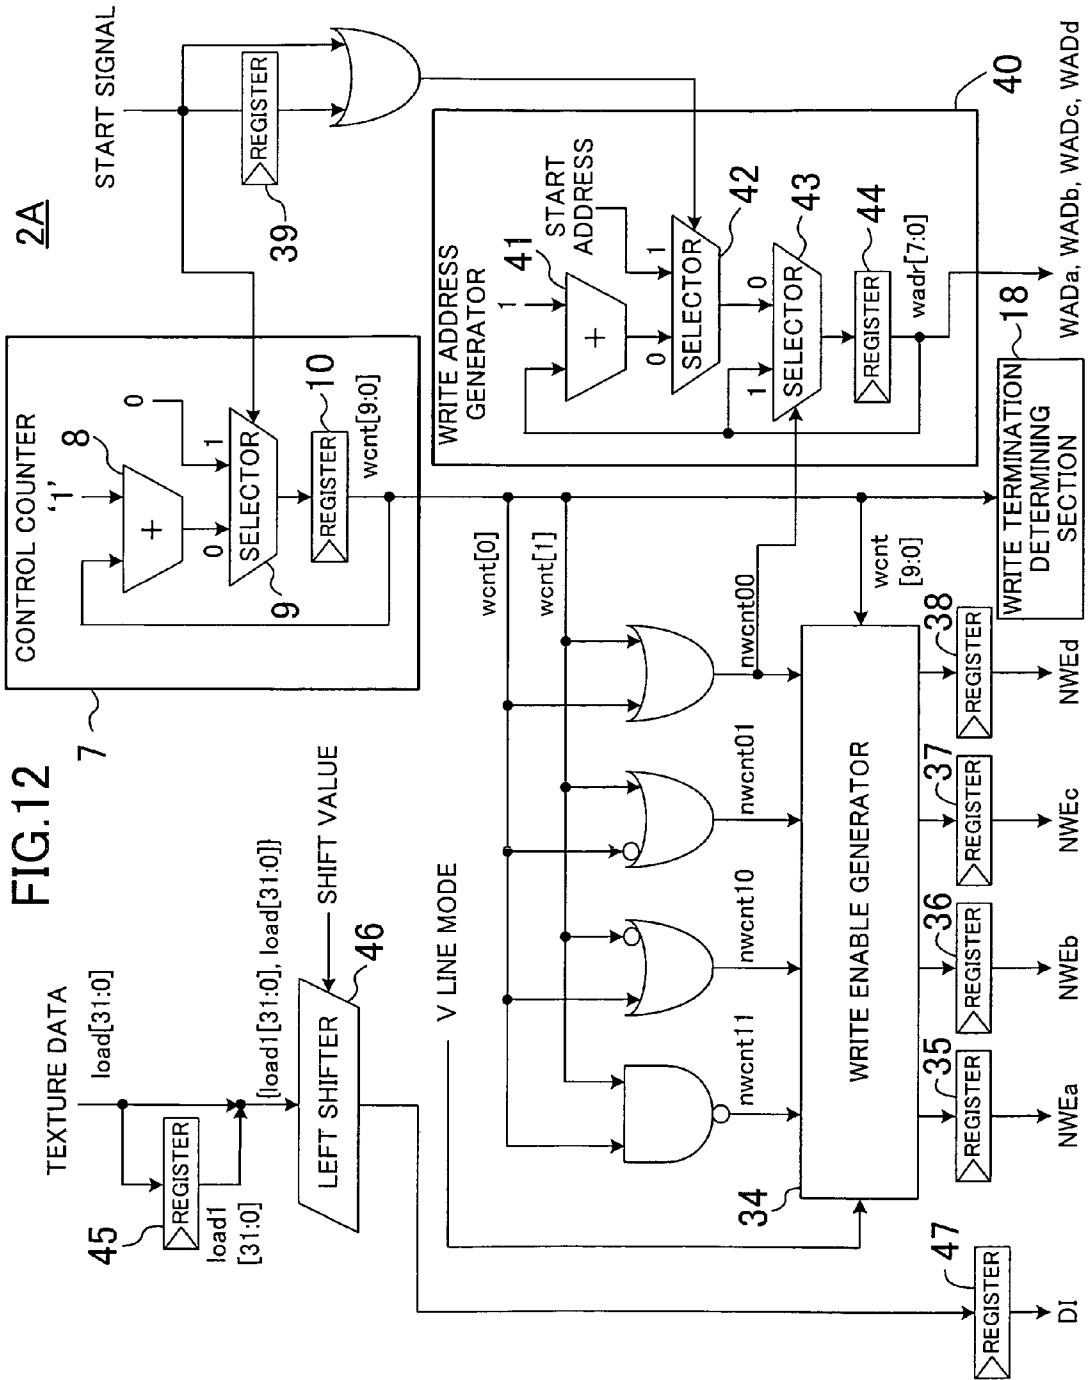 FIG.12
2A
START SIGNAL
REGISTER
39
CONTROL COUNTER
'1'
8
0
+
0
1
SELECTOR
9
REGISTER
10
wcnt[9:0]
7
WRITE ADDRESS
GENERATOR
1
41
START
ADDRESS
+
0
1
SELECTOR
42
1
0
SELECTOR
43
REGISTER
44
wadr[7:0]
40
WADa, WADb, WADc, WADd
TEXTURE DATA
load[31:0]
REGISTER
45
load1
[31:0]
{load1[31:0], load[31:0]}
LEFT SHIFTER
SHIFT VALUE
46
V LINE MODE
wcnt[0]
wcnt[1]
nwcnt11
nwcnt10
nwcnt01
nwcnt00
wcnt
[9:0]
WRITE ENABLE GENERATOR
34
WRITE TERMINATION
DETERMINING
SECTION
18
REGISTER
35
REGISTER
36
REGISTER
37
REGISTER
38
REGISTER
47
DI
NWEa
NWEb
NWEc
NWEd